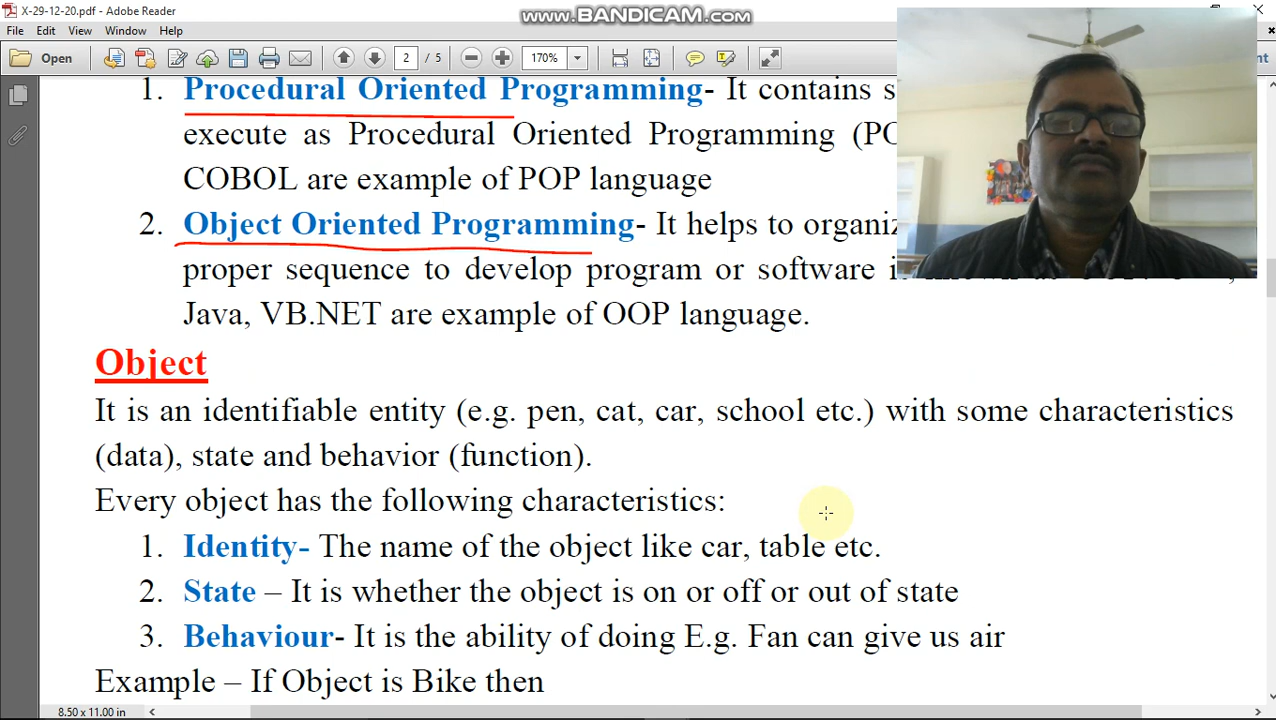 X-29-12-20.pdf - Adobe Reader
www.BANDICAM.com
File Edit View Window Help
Open 2 / 5 170%
1. Procedural Oriented Programming- It contains
execute as Procedural Oriented Programming
COBOL are example of POP language
2. Object Oriented Programming- It helps to
proper sequence to develop program or software
Java, VB.NET are example of OOP language.
Object
It is an identifiable entity (e.g. pen, cat, car, school etc.) with some characteristics
(data), state and behavior (function).
Every object has the following characteristics:
1. Identity- The name of the object like car, table etc.
2. State – It is whether the object is on or off or out of state
3. Behaviour- It is the ability of doing E.g. Fan can give us air
Example – If Object is Bike then
8.50 x 11.00 in